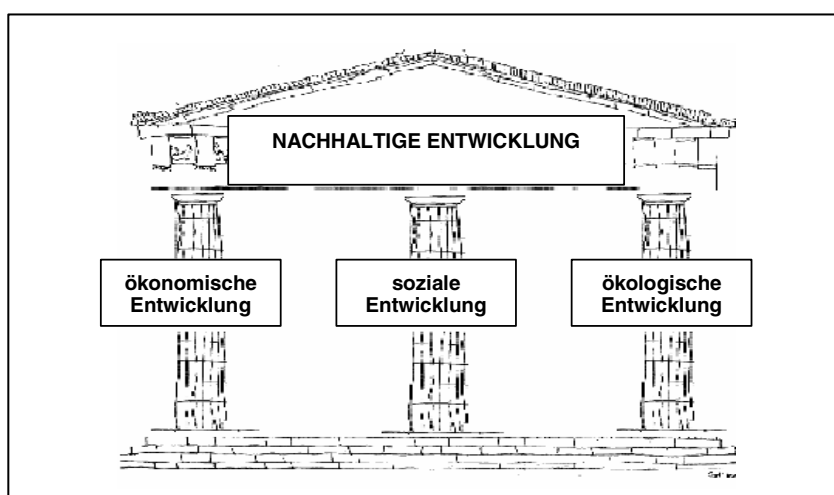 NACHHALTIGE ENTWICKLUNG
ökonomische
Entwicklung
soziale
Entwicklung
ökologische
Entwicklung